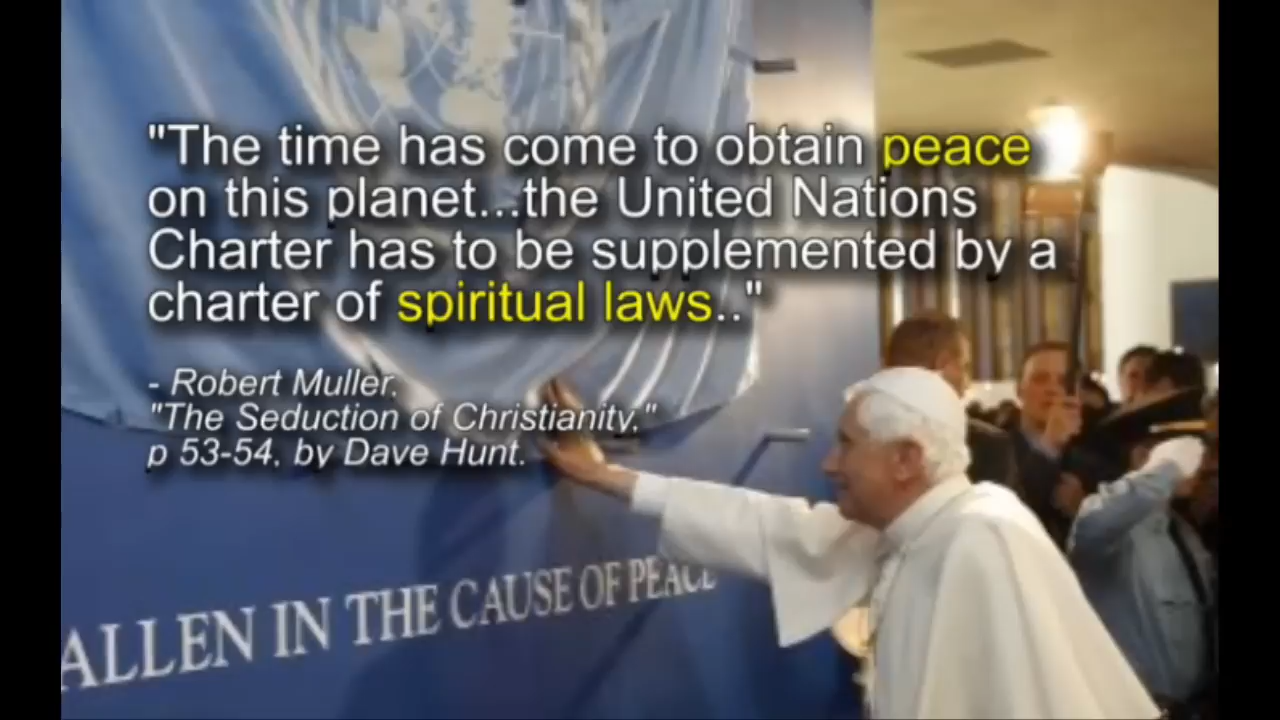 "The time has come to obtain peace
on this planet...the United Nations
Charter has to be supplemented by a
charter of spiritual laws.."
- Robert Muller,
"The Seduction of Christianity,"
p 53-54, by Dave Hunt.
ALLEN IN THE CAUSE OF PEACE